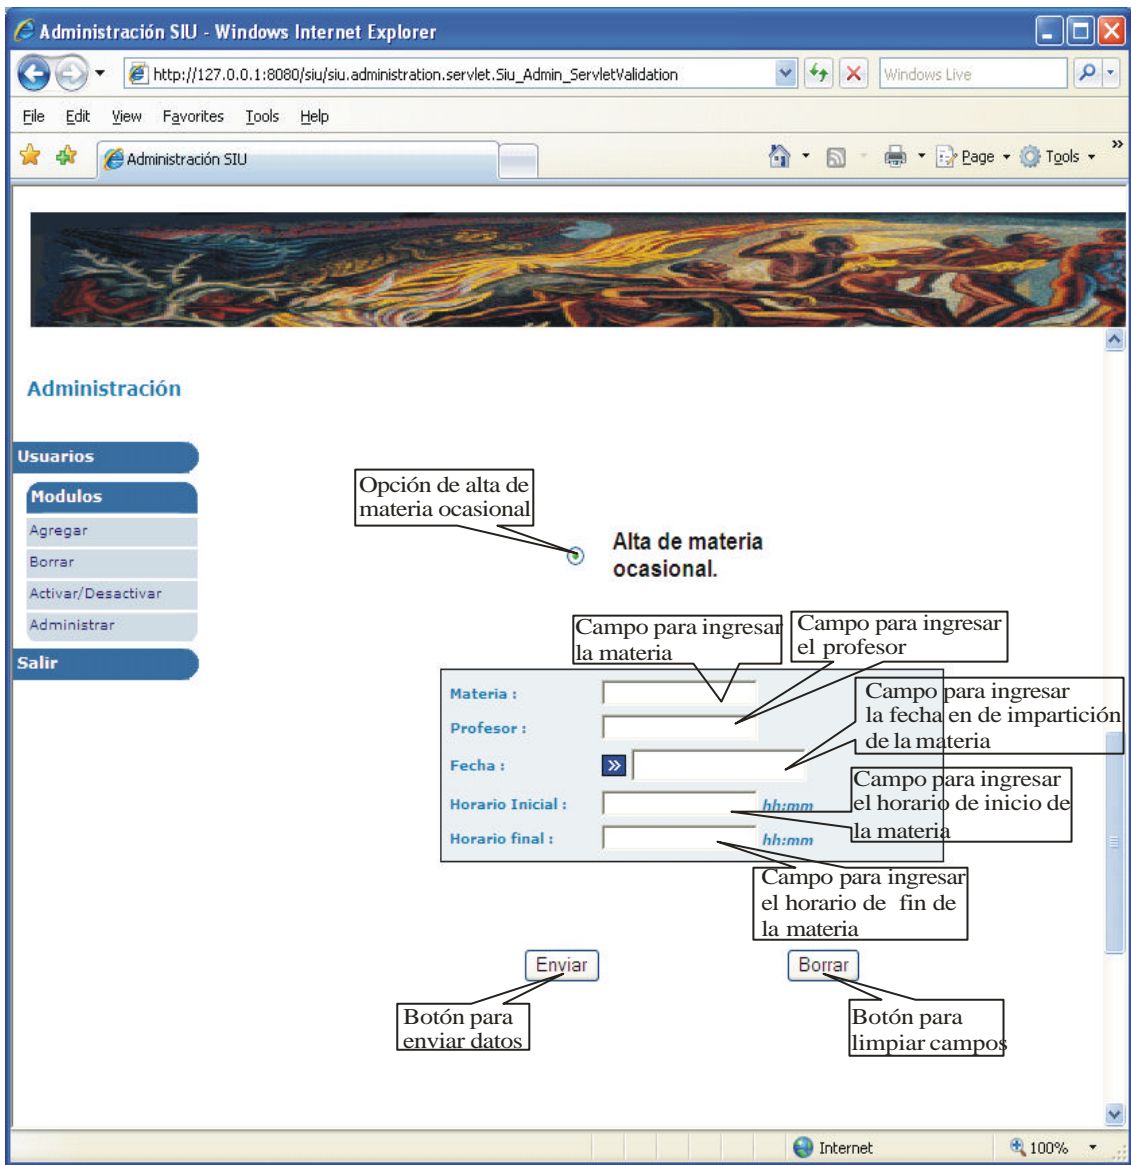 Administración SIU - Windows Internet Explorer
http://127.0.0.1:8080/siu/siu.administration.servlet.Siu_Admin_ServletValidation
Windows Live
File Edit View Favorites Tools Help
Administración SIU
Page Tools »
Administración
Usuarios
Modulos
Agregar
Borrar
Activar/Desactivar
Administrar
Salir
Opción de alta de
materia ocasional
Alta de materia
ocasional.
Campo para ingresar
la materia
Campo para ingresar
el profesor
Materia :
Profesor :
Fecha : »
Horario Inicial : hh:mm
Horario final : hh:mm
Campo para ingresar
la fecha en de impartición
de la materia
Campo para ingresar
el horario de inicio de
la materia
Campo para ingresar
el horario de fin de
la materia
Enviar
Borrar
Botón para
enviar datos
Botón para
limpiar campos
Internet 100%